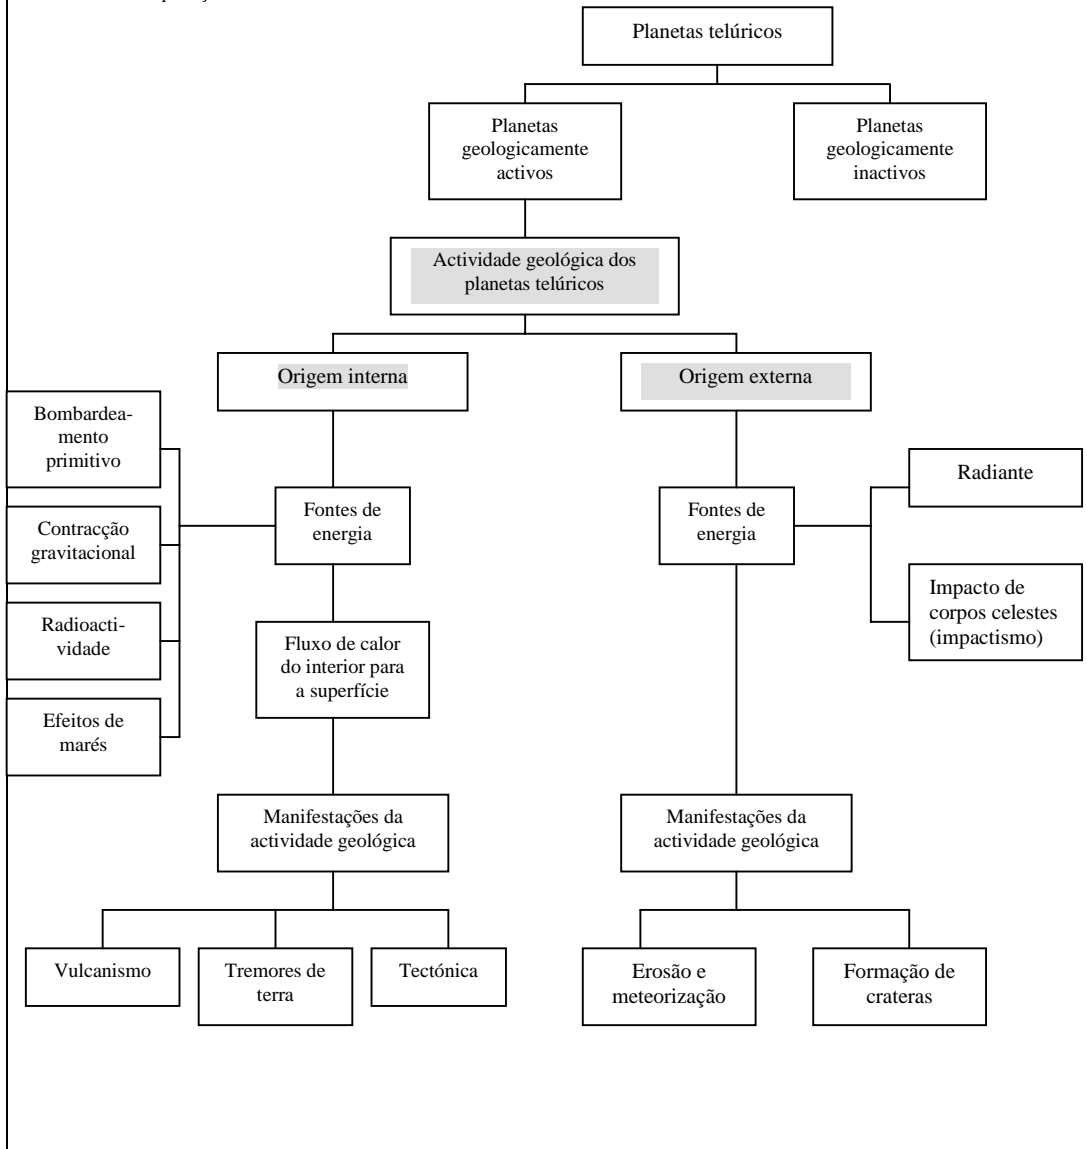 Planetas telúricos
Planetas
geologicamente
activos
Planetas
geologicamente
inactivos
Actividade geológica dos
planetas telúricos
Origem interna
Origem externa
Bombardea-
mento
primitivo
Contracção
gravitacional
Radioacti-
vidade
Efeitos de
marés
Fontes de
energia
Fontes de
energia
Radiante
Impacto de
corpos celestes
(impactismo)
Fluxo de calor
do interior para
a superfície
Manifestações da
actividade geológica
Manifestações da
actividade geológica
Vulcanismo
Tremores de
terra
Tectónica
Erosão e
meteorização
Formação de
crateras